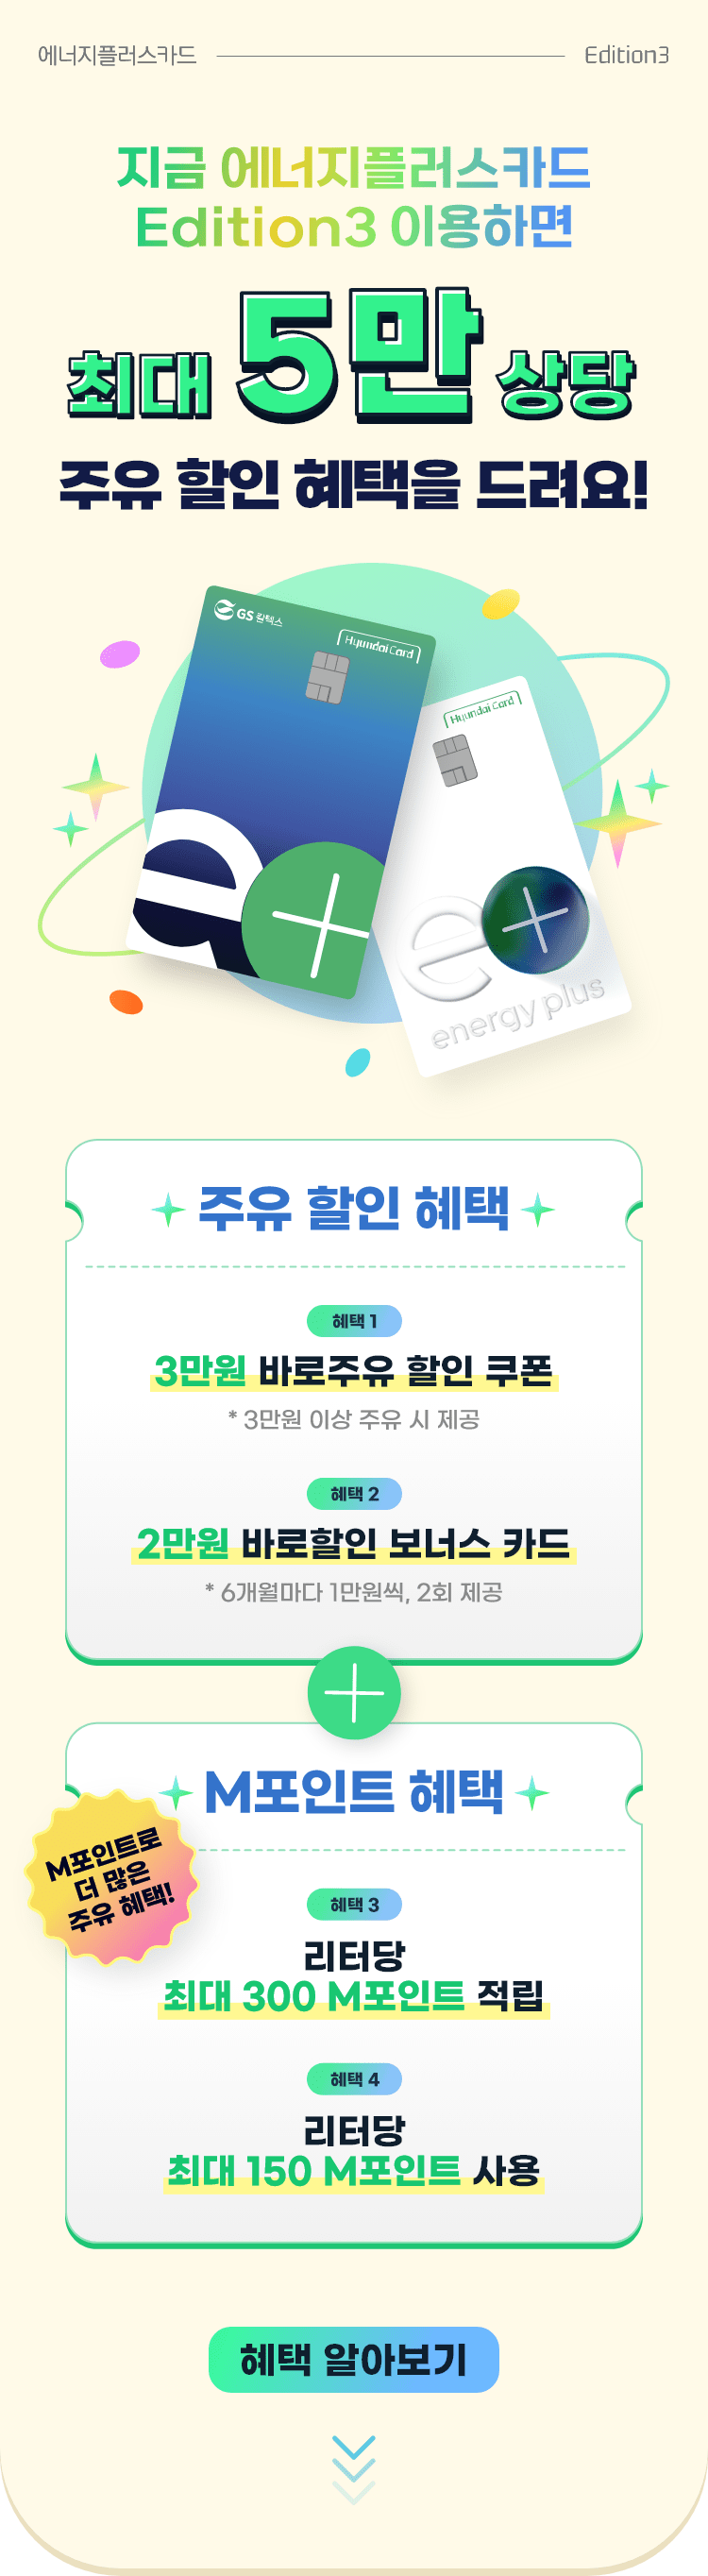 에너지플러스카드 Edition3
지금 에너지플러스카드
Edition3 이용하면
최대 5만 상당
주유 할인 혜택을 드려요!
GS 칼텍스
Hyundai Card
Hyundai Card
e+
e+
energy plus
주유 할인 혜택
혜택 1
3만원 바로주유 할인 쿠폰
* 3만원 이상 주유 시 제공
혜택 2
2만원 바로할인 보너스 카드
* 6개월마다 1만원씩, 2회 제공
M포인트 혜택
M포인트로
더 많은
주유 혜택!
혜택 3
리터당
최대 300 M포인트 적립
혜택 4
리터당
최대 150 M포인트 사용
혜택 알아보기